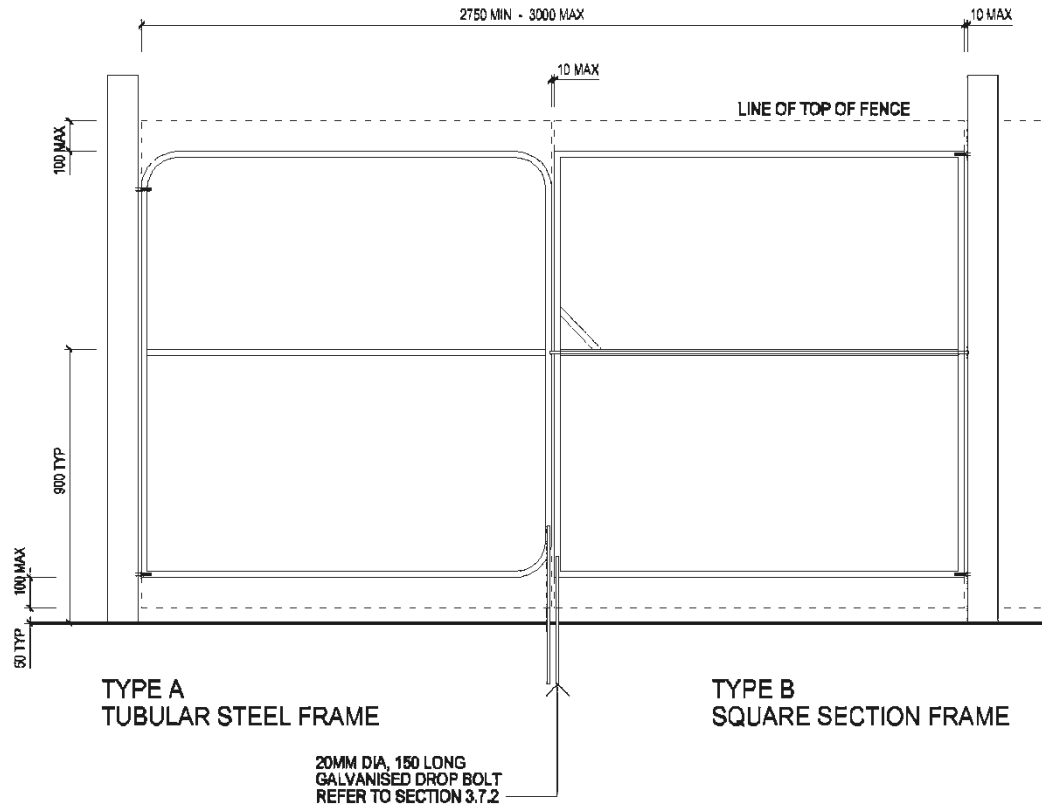 2750 MIN - 3000 MAX
10 MAX
10 MAX
LINE OF TOP OF FENCE
100 MAX
900 TYP
100 MAX
50 TYP
TYPE A
TUBULAR STEEL FRAME
TYPE B
SQUARE SECTION FRAME
20MM DIA, 150 LONG
GALVANISED DROP BOLT
REFER TO SECTION 3.7.2